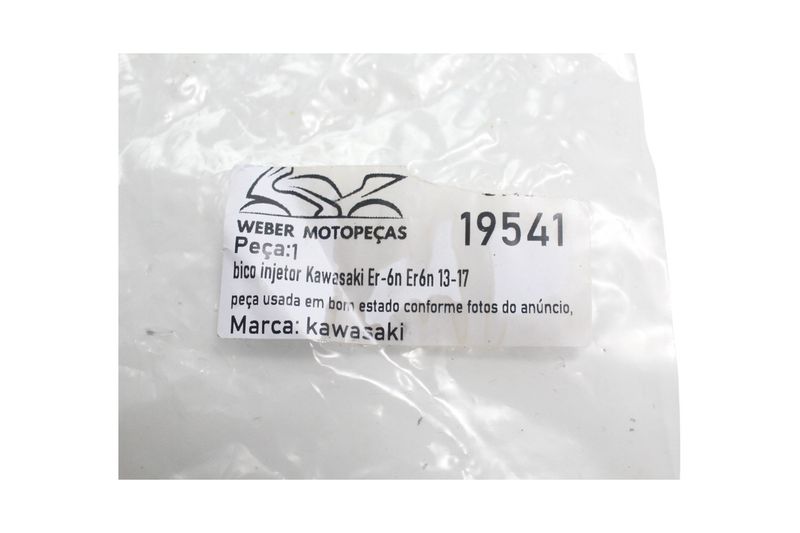 WEBER MOTOPEÇAS
19541
Peça:1
bico injetor Kawasaki Er-6n Er6n 13-17
peça usada em bom estado conforme fotos do anúncio,
Marca: kawasaki